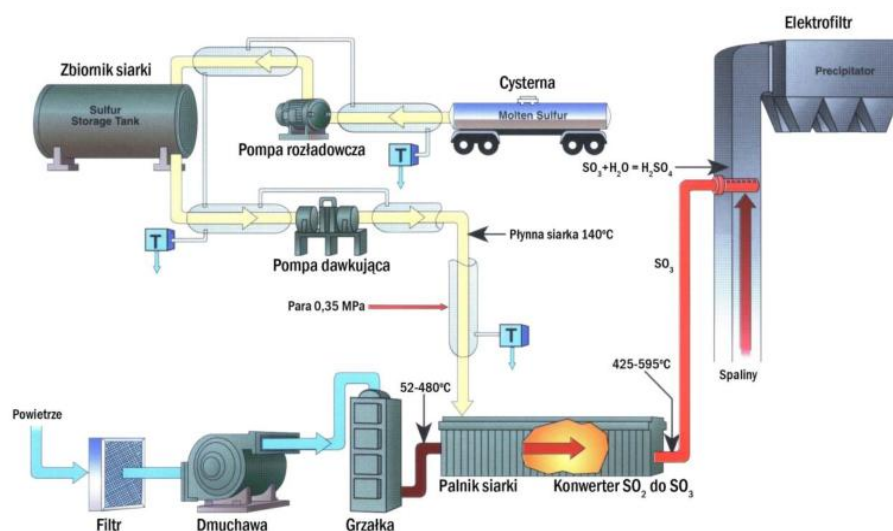 Elektrofiltr
Precipitator
Zbiornik siarki
Sulfur
Storage Tank
Cysterna
Molten Sulfur
Pompa rozładowcza
T
SO₃+H₂O = H₂SO₄
T
Pompa dawkująca
Płynna siarka 140°C
SO₃
Para 0,35 MPa
T
Spaliny
52-480°C
425-595°C
Powietrze
Filtr
Dmuchawa
Grzałka
Palnik siarki
Konwerter SO₂ do SO₃